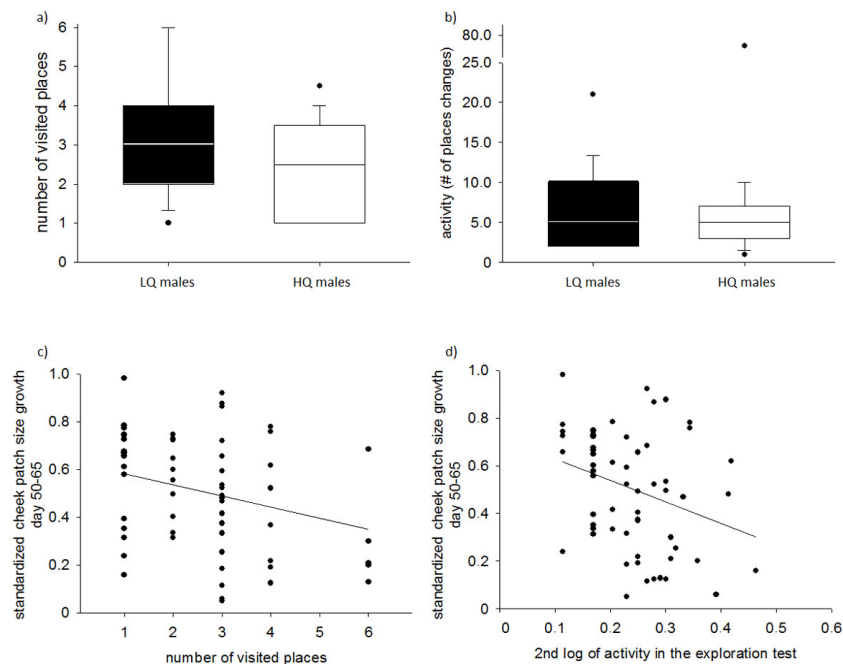 a)
number of visited places
6
5
4
3
2
1
0
LQ males
HQ males
b)
activity (# of places changes)
80.0
25.0
20.0
15.0
10.0
5.0
0
LQ males
HQ males
c)
standardized cheek patch size growth
day 50-65
1.0
0.8
0.6
0.4
0.2
0
1 2 3 4 5 6
number of visited places
d)
standardized cheek patch size growth
day 50-65
1.0
0.8
0.6
0.4
0.2
0
0 0.1 0.2 0.3 0.4 0.5 0.6
2nd log of activity in the exploration test